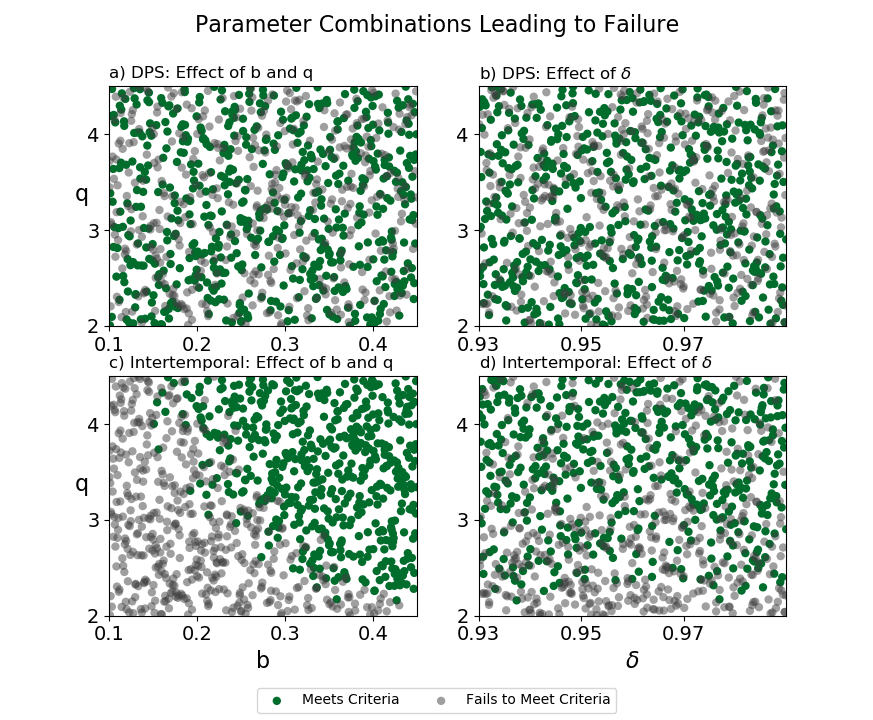 Parameter Combinations Leading to Failure
a) DPS: Effect of b and q
b) DPS: Effect of δ
4
3
2
q
0.1 0.2 0.3 0.4
4
3
2
0.93 0.95 0.97
c) Intertemporal: Effect of b and q
d) Intertemporal: Effect of δ
4
3
2
q
0.1 0.2 0.3 0.4
b
4
3
2
0.93 0.95 0.97
δ
Meets Criteria
Fails to Meet Criteria